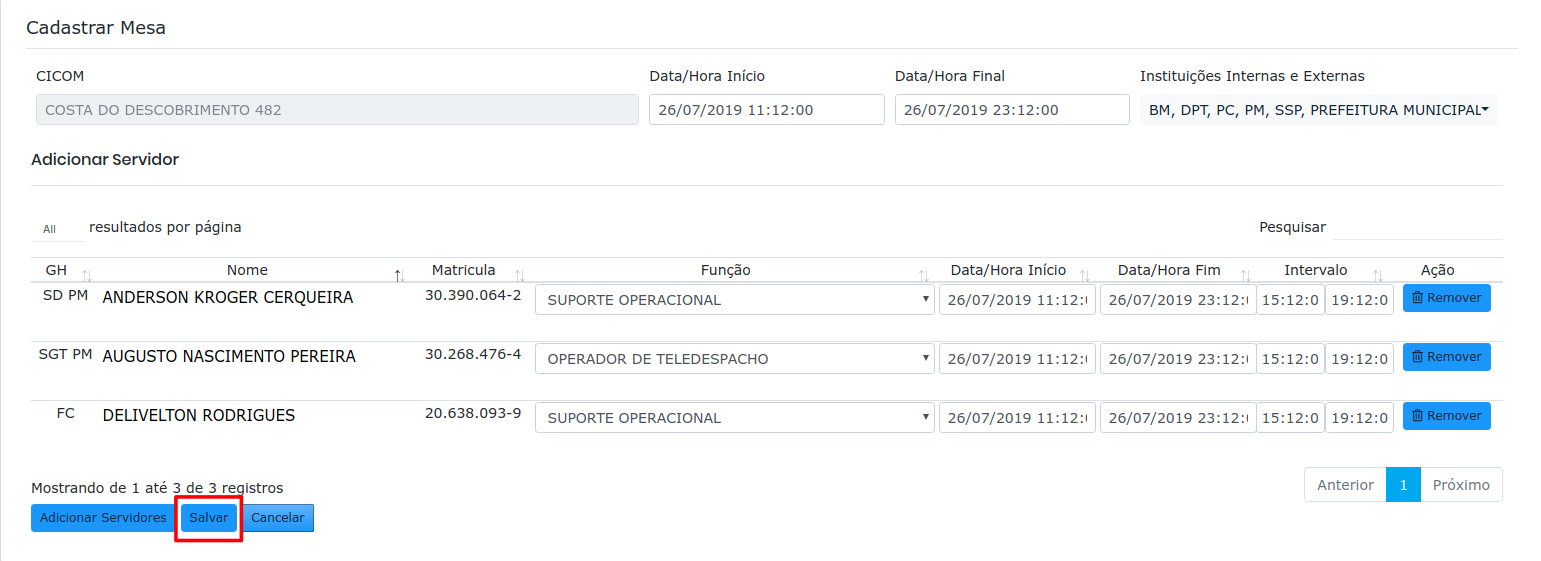 Cadastrar Mesa
CICOM Data/Hora Início Data/Hora Final Instituições Internas e Externas
COSTA DO DESCOBRIMENTO 482 26/07/2019 11:12:00 26/07/2019 23:12:00 BM, DPT, PC, PM, SSP, PREFEITURA MUNICIPAL
Adicionar Servidor
All resultados por página Pesquisar
GH Nome Matricula Função Data/Hora Início Data/Hora Fim Intervalo Ação
SD PM ANDERSON KROGER CERQUEIRA 30.390.064-2 SUPORTE OPERACIONAL 26/07/2019 11:12:( 26/07/2019 23:12:( 15:12:0 19:12:0 Remover
SGT PM AUGUSTO NASCIMENTO PEREIRA 30.268.476-4 OPERADOR DE TELEDESPACHO 26/07/2019 11:12:( 26/07/2019 23:12:( 15:12:0 19:12:0 Remover
FC DELIVELTON RODRIGUES 20.638.093-9 SUPORTE OPERACIONAL 26/07/2019 11:12:( 26/07/2019 23:12:( 15:12:0 19:12:0 Remover
Mostrando de 1 até 3 de 3 registros Anterior 1 Próximo
Adicionar Servidores Salvar Cancelar